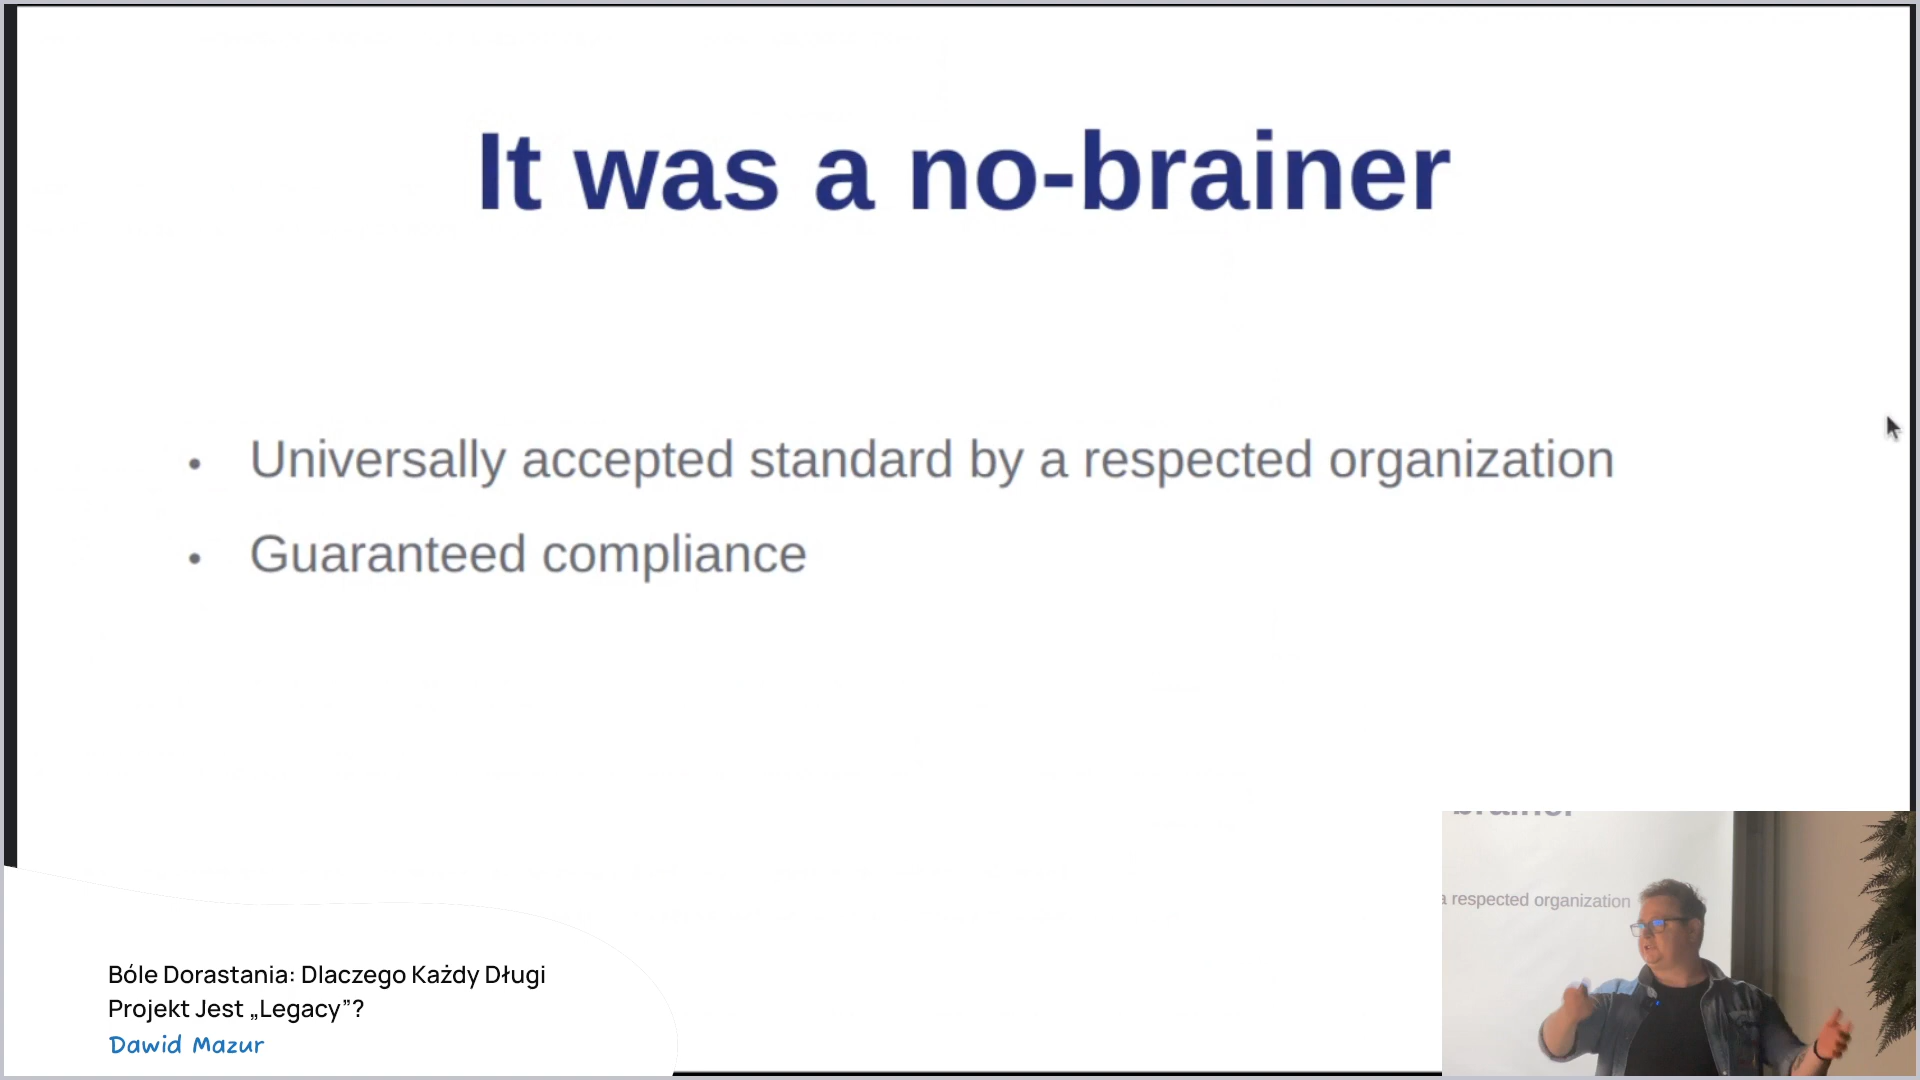 It was a no-brainer
• Universally accepted standard by a respected organization
• Guaranteed compliance
a respected organization
Bóle Dorastania: Dlaczego Każdy Długi
Projekt Jest „Legacy”?
Dawid Mazur